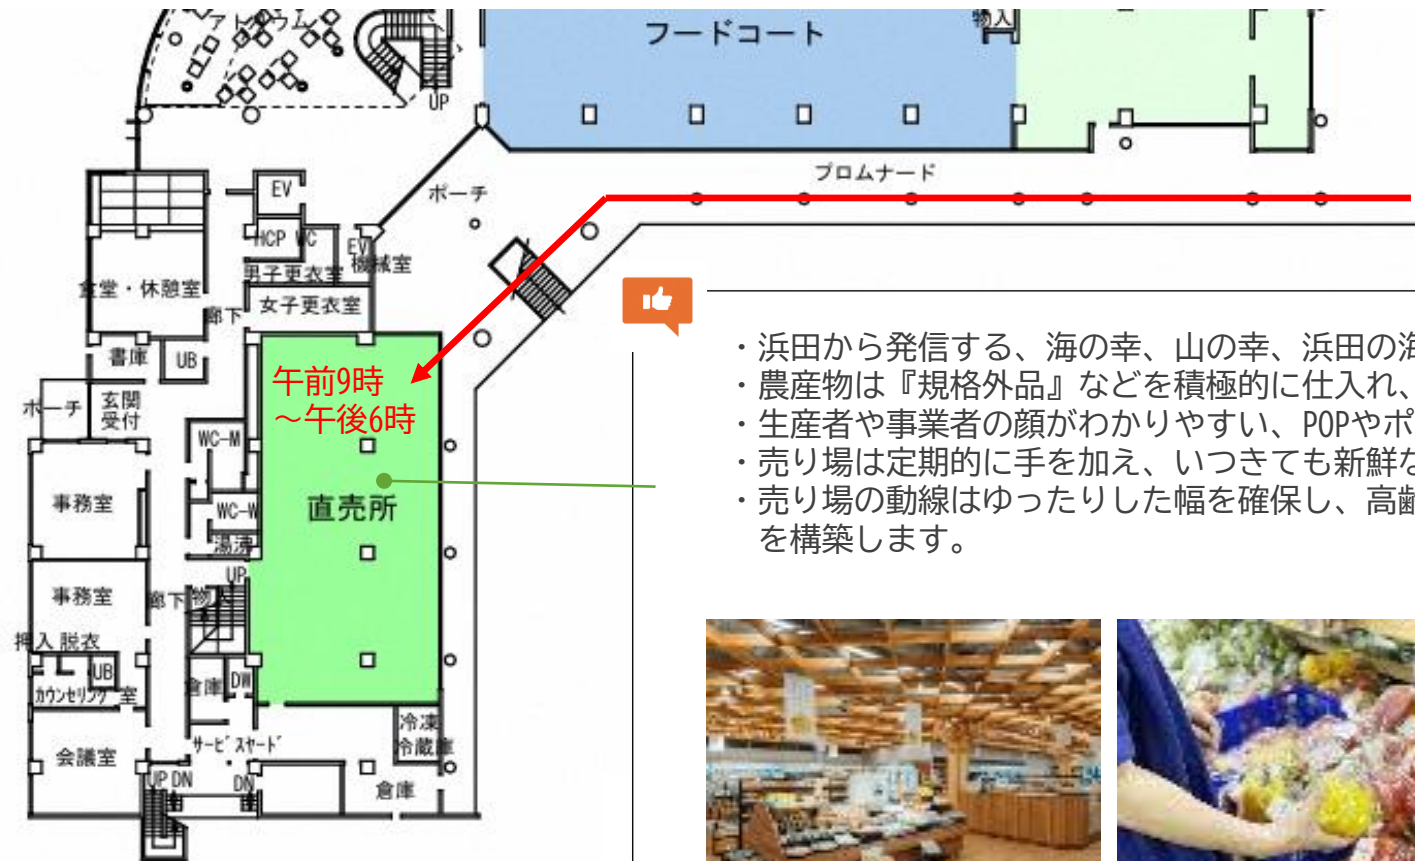 アトリウム
フードコート
物入
UP
プロムナード
ポーチ
EV
HCP WC
EV
機械室
男子更衣室
食堂・休憩室
女子更衣室
廊下
書庫
UB
午前9時
～午後6時
ポーチ
玄関
受付
WC-M
事務室
WC-W
直売所
湯沸
UP
事務室
廊下
物入
押入 脱衣
UB
倉庫
DW
カウンセリング室
冷凍
冷蔵庫
サービスヤード
会議室
UP DN
DN
倉庫
・浜田から発信する、海の幸、山の幸、浜田の海
・農産物は『規格外品』などを積極的に仕入れ、
・生産者や事業者の顔がわかりやすい、POPやポ
・売り場は定期的に手を加え、いつきても新鮮な
・売り場の動線はゆったりした幅を確保し、高齢
を構築します。